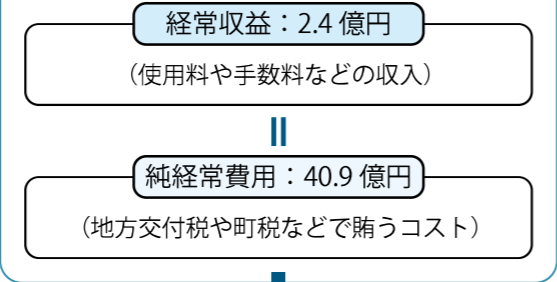 経常収益：2.4 億円
（使用料や手数料などの収入）
純経常費用：40.9 億円
（地方交付税や町税などで賄うコスト）